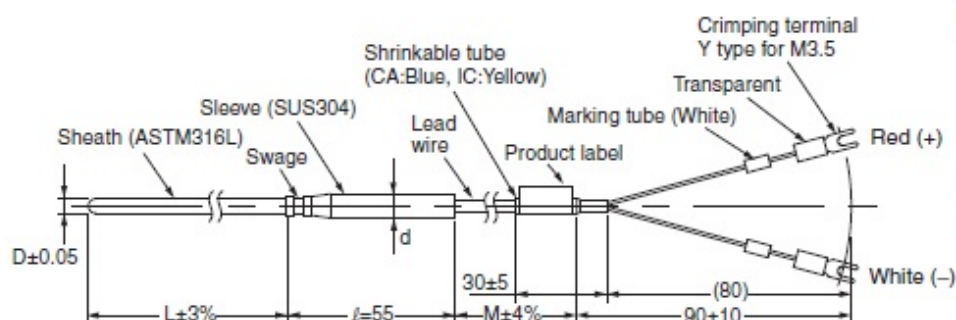 Crimping terminal
Y type for M3.5
Shrinkable tube
(CA:Blue, IC:Yellow)
Transparent
Sleeve (SUS304)
Marking tube (White)
Sheath (ASTM316L)
Lead
wire
Red (+)
Swage
Product label
D±0.05
d
30±5
(80)
White (–)
L±3%
ℓ=55
M±4%
90±10